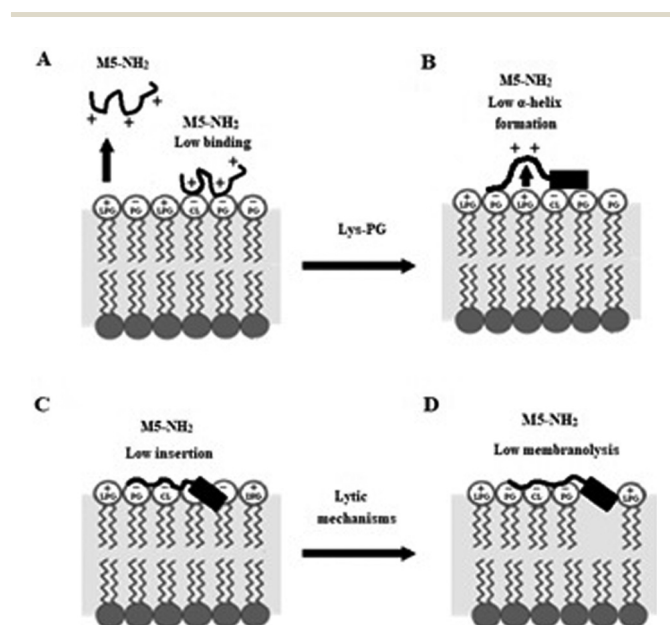 A
M5-NH₂
+ + +
M5-NH₂
Low binding
+ + +
+ − + − − −
LPG PG LPG CL PG PG
Lys-PG
B
M5-NH₂
Low α-helix
formation
+ +
+ − + − − −
LPG PG LPG CL PG PG
C
M5-NH₂
Low insertion
LPG PG CL LPG
Lytic
mechanisms
D
M5-NH₂
Low membranolysis
LPG PG CL PG LPG